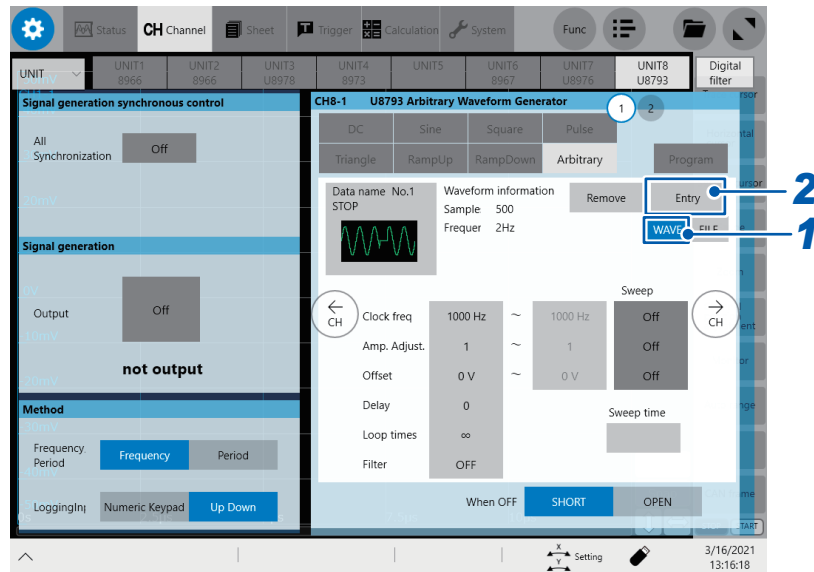 Status CH Channel Sheet T Trigger Calculation System Func
UNIT UNIT1 UNIT2 UNIT3 UNIT4 UNIT5 UNIT6 UNIT7 UNIT8 Digital
8966 8966 U8978 8973 8967 U8976 U8793 filter
Signal generation synchronous control
All
Synchronization Off
20mV
Signal generation
0V
Output Off
not output
Method
Frequency.
Period Frequency Period
LoggingInp Numeric Keypad Up Down
0s
CH8-1 U8793 Arbitrary Waveform Generator 1 2
DC Sine Square Pulse
Triangle RampUp RampDown Arbitrary Program
Data name No.1 Waveform information Remove Entry 2
STOP Sample 500
Frequer 2Hz WAVE FILE 1
Sweep
← CH → CH
Clock freq 1000 Hz ~ 1000 Hz Off
Amp. Adjust. 1 ~ 1 Off
Offset 0 V ~ 0 V Off
Delay 0 Sweep time
Loop times ∞
Filter OFF
When OFF SHORT OPEN
X Y Setting 3/16/2021
13:16:18